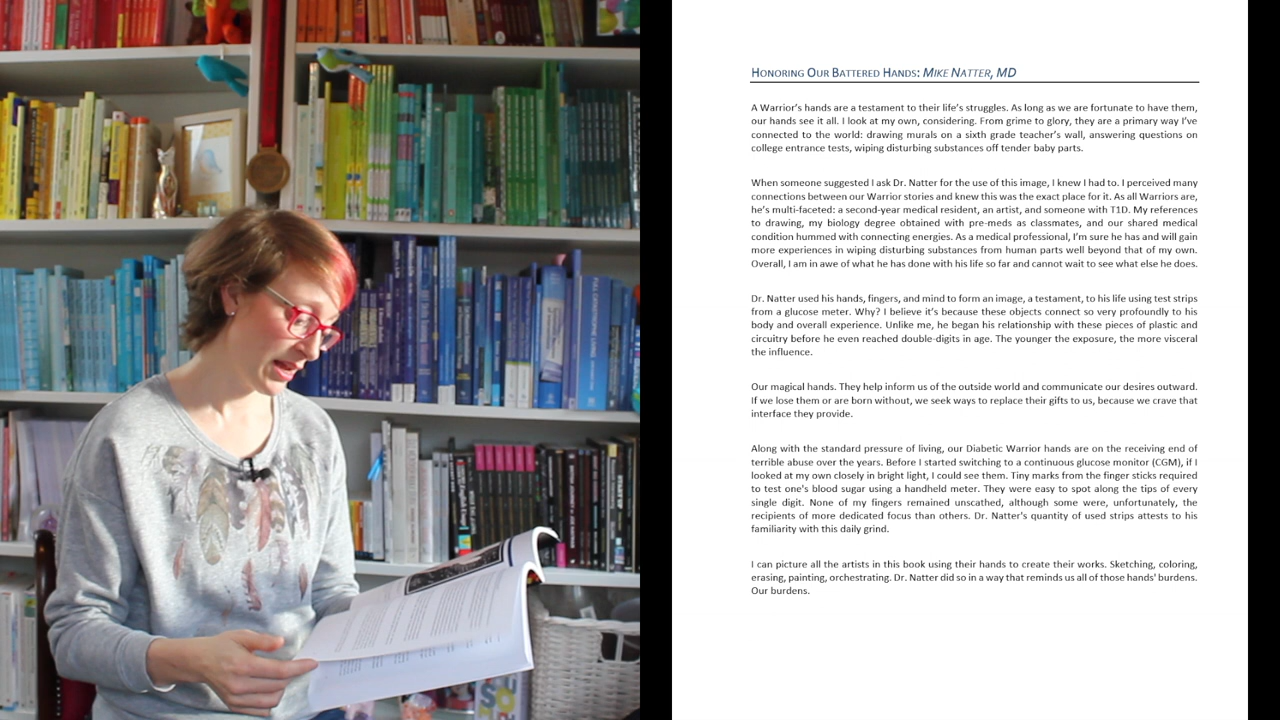 HONORING OUR BATTERED HANDS: MIKE NATTER, MD
A Warrior's hands are a testament to their life's struggles. As long as we are fortunate to have them,
our hands see it all. I look at my own, considering. From grime to glory, they are a primary way I've
connected to the world: drawing murals on a sixth grade teacher's wall, answering questions on
college entrance tests, wiping disturbing substances off tender baby parts.
When someone suggested I ask Dr. Natter for the use of this image, I knew I had to. I perceived many
connections between our Warrior stories and knew this was the exact place for it. As all Warriors are,
he's multi-faceted: a second-year medical resident, an artist, and someone with T1D. My references
to drawing, my biology degree obtained with pre-meds as classmates, and our shared medical
condition hummed with connecting energies. As a medical professional, I'm sure he has and will gain
more experiences in wiping disturbing substances from human parts well beyond that of my own.
Overall, I am in awe of what he has done with his life so far and cannot wait to see what else he does.
Dr. Natter used his hands, fingers, and mind to form an image, a testament, to his life using test strips
from a glucose meter. Why? I believe it's because these objects connect so very profoundly to his
body and overall experience. Unlike me, he began his relationship with these pieces of plastic and
circuitry before he even reached double-digits in age. The younger the exposure, the more visceral
the influence.
Our magical hands. They help inform us of the outside world and communicate our desires outward.
If we lose them or are born without, we seek ways to replace their gifts to us, because we crave that
interface they provide.
Along with the standard pressure of living, our Diabetic Warrior hands are on the receiving end of
terrible abuse over the years. Before I started switching to a continuous glucose monitor (CGM), if I
looked at my own closely in bright light, I could see them. Tiny marks from the finger sticks required
to test one's blood sugar using a handheld meter. They were easy to spot along the tips of every
single digit. None of my fingers remained unscathed, although some were, unfortunately, the
recipients of more dedicated focus than others. Dr. Natter's quantity of used strips attests to his
familiarity with this daily grind.
I can picture all the artists in this book using their hands to create their works. Sketching, coloring,
erasing, painting, orchestrating. Dr. Natter did so in a way that reminds us all of those hands' burdens.
Our burdens.